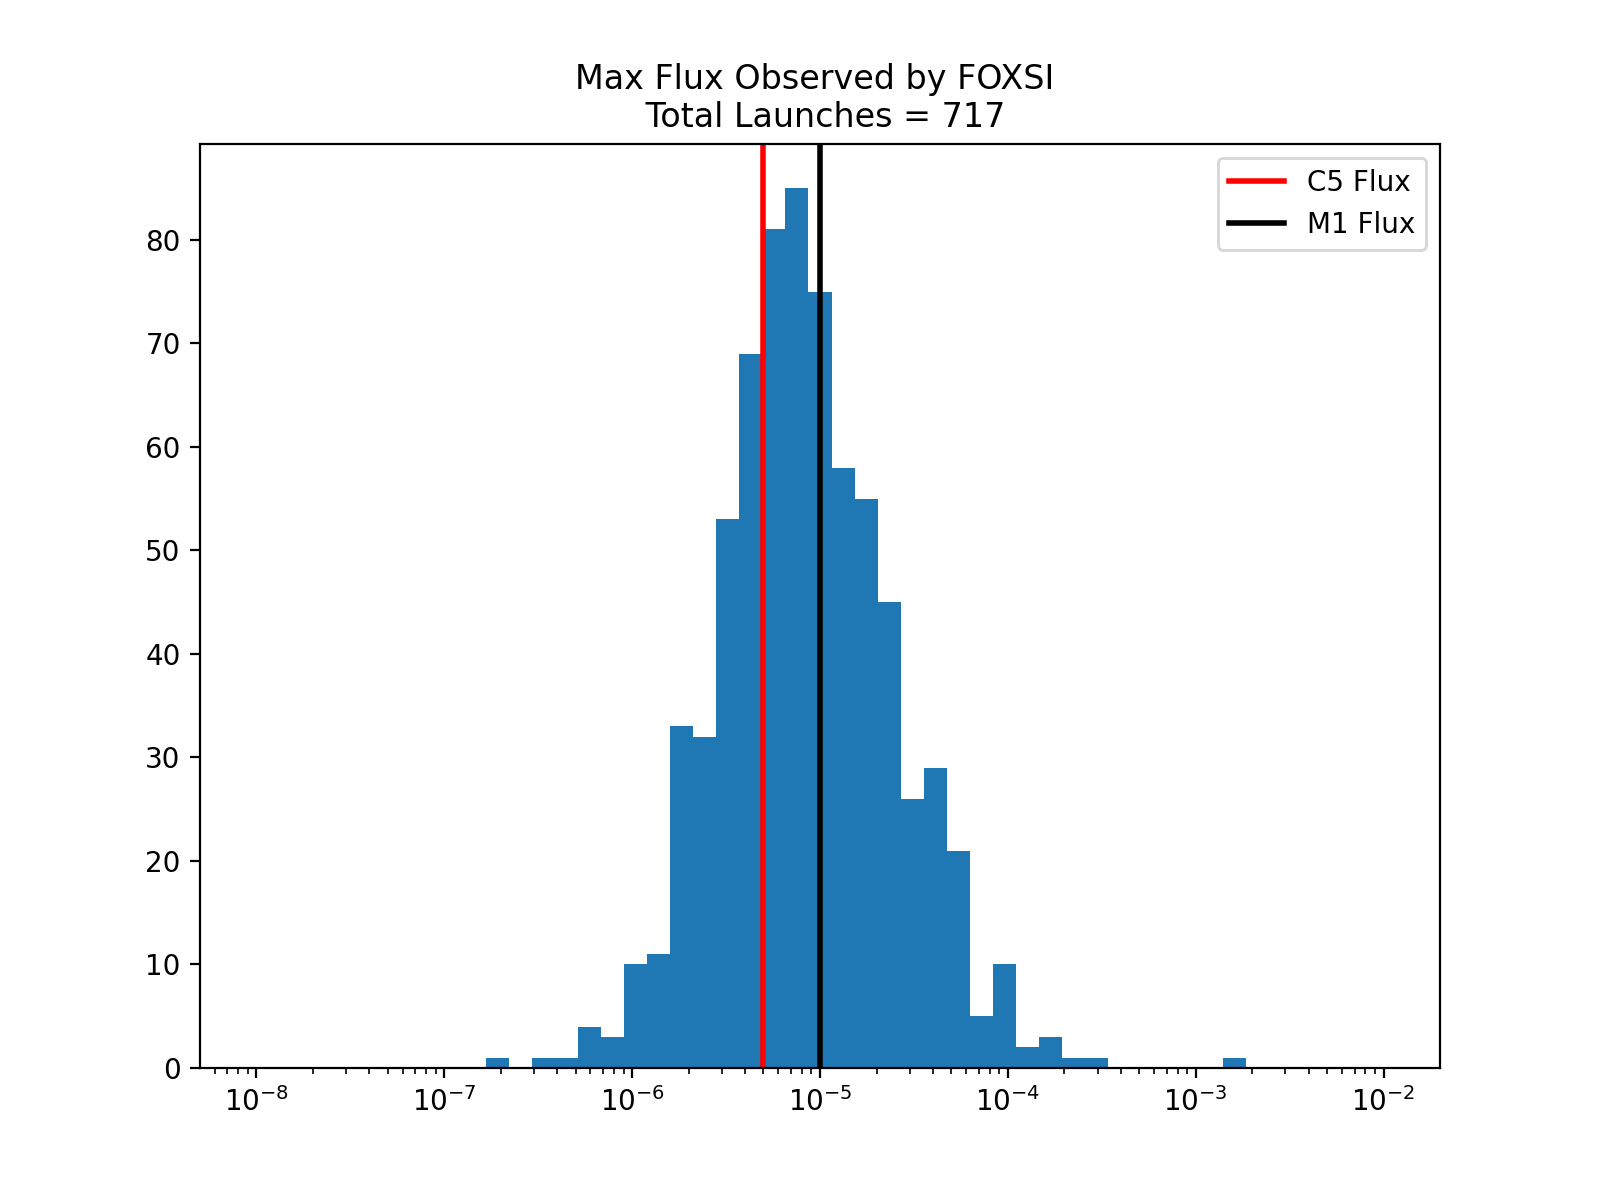 Max Flux Observed by FOXSI
Total Launches = 717
C5 Flux
M1 Flux
80
70
60
50
40
30
20
10
0
10⁻⁸ 10⁻⁷ 10⁻⁶ 10⁻⁵ 10⁻⁴ 10⁻³ 10⁻²